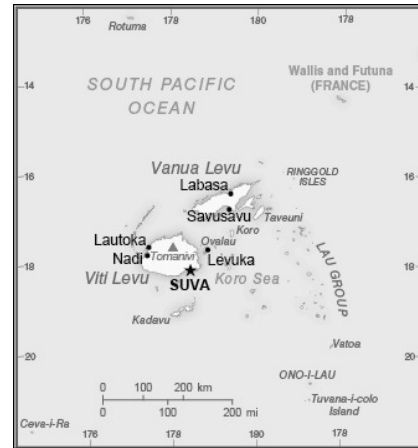 176 178 180 178
Rotuma
14 14
SOUTH PACIFIC
OCEAN
Wallis and Futuna
(FRANCE)
16 16
Vanua Levu
Labasa
RINGGOLD
ISLES
Savusavu
Taveuni
Koro
Lautoka
Ovalau
Nadi
Tomanivi
Levuka
LAU GROUP
18 18
Viti Levu
SUVA
Koro Sea
Kadavu
Vatoa
20 20
ONO-I-LAU
0 100 200 km
0 100 200 mi
Tuvana-i-colo
Island
Ceva-i-Ra
176 178 180 178